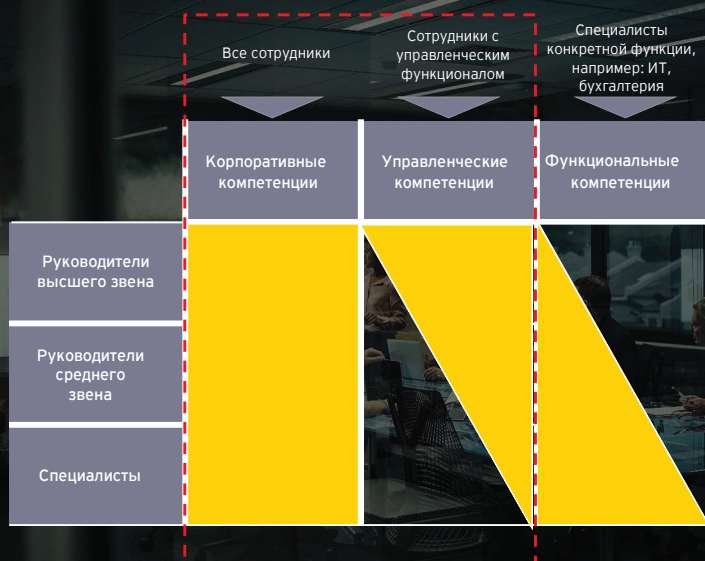 Все сотрудники
Сотрудники с
управленческим
функционалом
Специалисты
конкретной функции,
например: ИТ,
бухгалтерия
Корпоративные
компетенции
Управленческие
компетенции
Функциональные
компетенции
Руководители
высшего звена
Руководители
среднего
звена
Специалисты